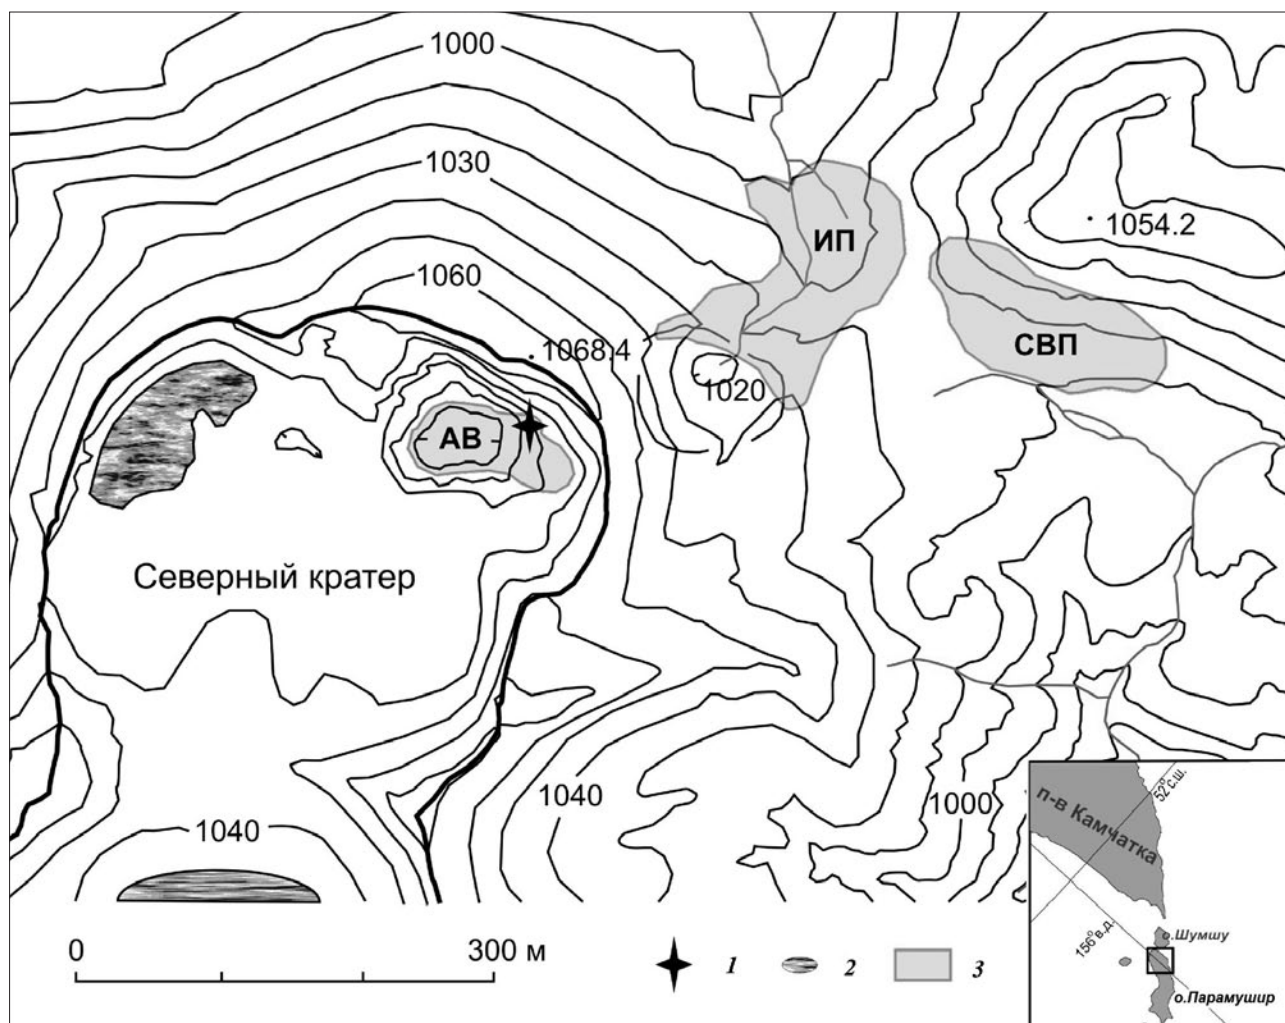 1000
1030
ИП
1054.2
1060
СВП
1068.4
1020
АВ
Северный кратер
1040
1000
1040
0
300 м
1
2
3
52°с.ш.
п-в Камчатка
156°в.д.
о.Шумшу
о.Парамушир